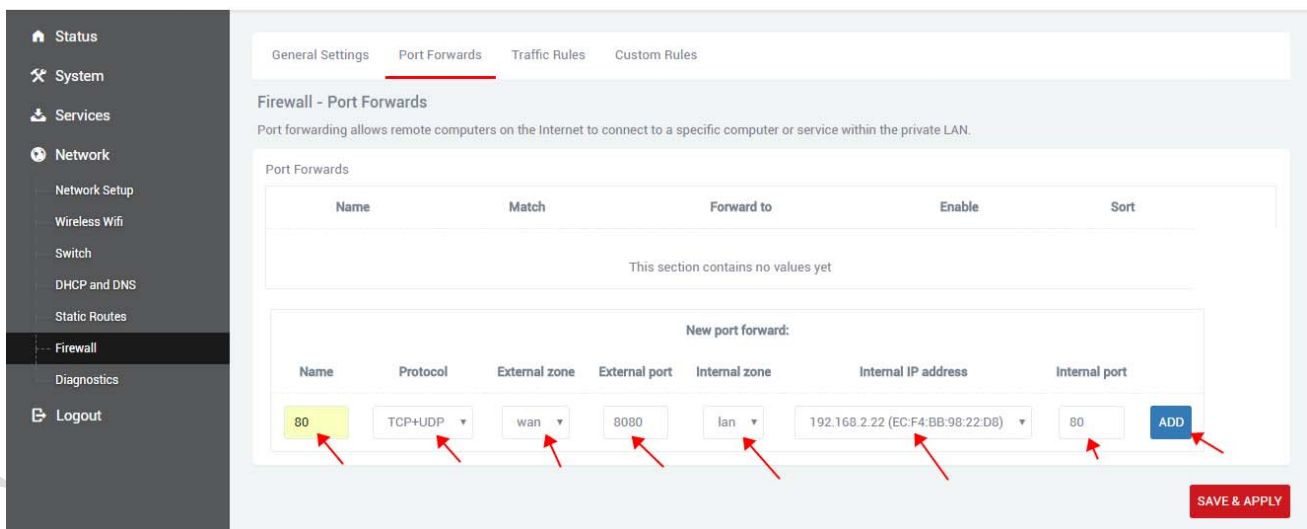 Status
System
Services
Network
Network Setup
Wireless Wifi
Switch
DHCP and DNS
Static Routes
Firewall
Diagnostics
Logout
General Settings Port Forwards Traffic Rules Custom Rules
Firewall - Port Forwards
Port forwarding allows remote computers on the Internet to connect to a specific computer or service within the private LAN.
Port Forwards
Name Match Forward to Enable Sort
This section contains no values yet
New port forward:
Name Protocol External zone External port Internal zone Internal IP address Internal port
80 TCP+UDP wan 8080 lan 192.168.2.22 (EC:F4:BB:98:22:D8) 80 ADD
SAVE & APPLY